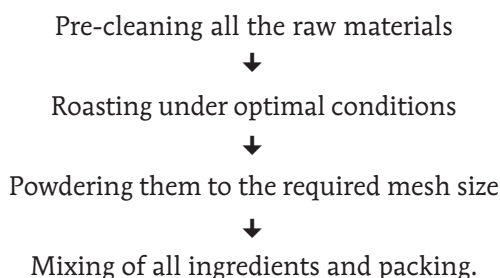 Pre-cleaning all the raw materials
Roasting under optimal conditions
Powdering them to the required mesh size
Mixing of all ingredients and packing.